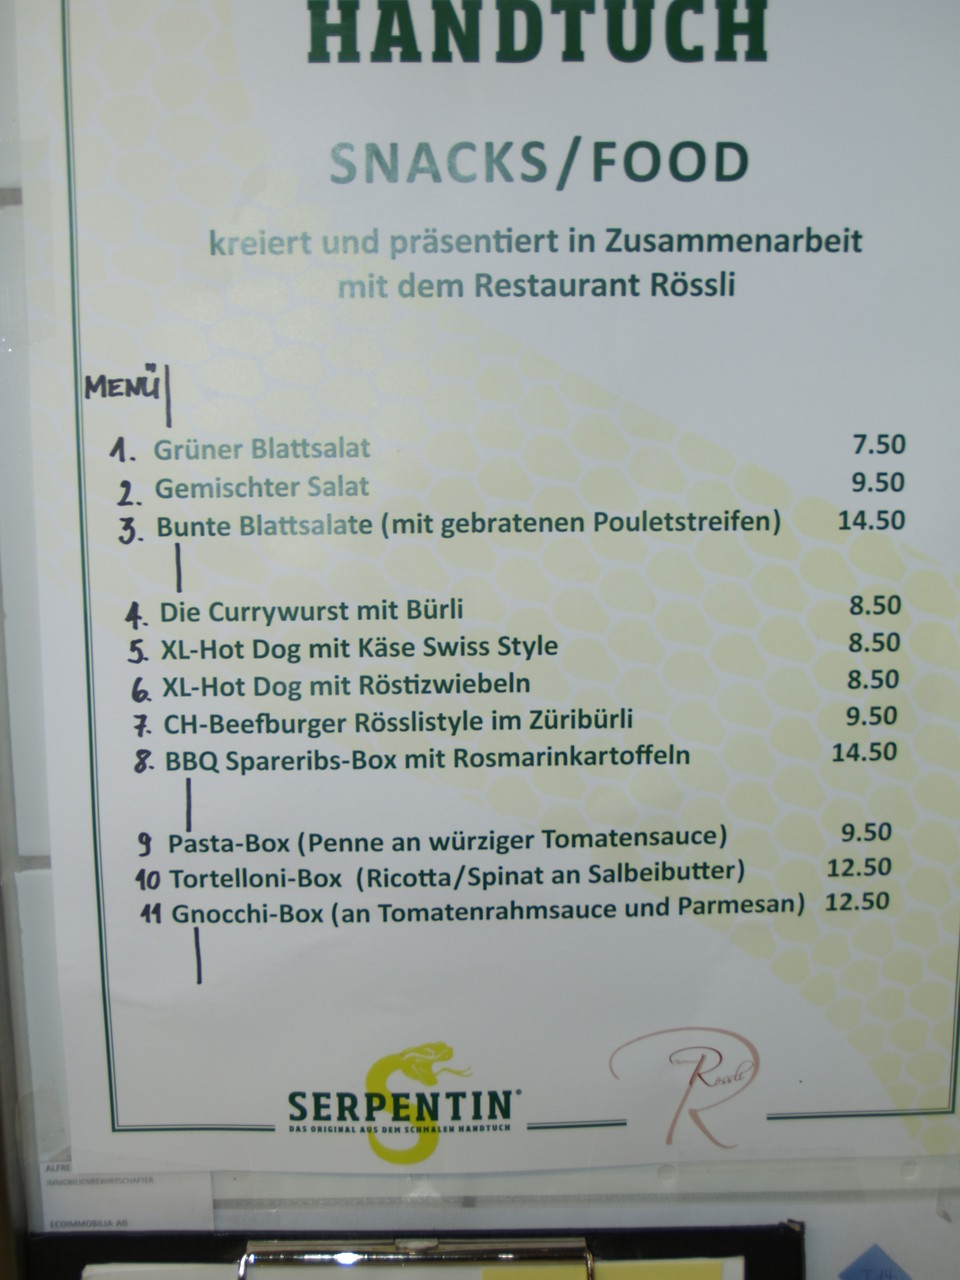 HANDTUCH
SNACKS/FOOD
kreiert und präsentiert in Zusammenarbeit
mit dem Restaurant Rössli
MENÜ
1. Grüner Blattsalat 7.50
2. Gemischter Salat 9.50
3. Bunte Blattsalate (mit gebratenen Pouletstreifen) 14.50
4. Die Currywurst mit Bürli 8.50
5. XL-Hot Dog mit Käse Swiss Style 8.50
6. XL-Hot Dog mit Röstizwiebeln 8.50
7. CH-Beefburger Rösslistyle im Züribürli 9.50
8. BBQ Spareribs-Box mit Rosmarinkartoffeln 14.50
9 Pasta-Box (Penne an würziger Tomatensauce) 9.50
10 Tortelloni-Box (Ricotta/Spinat an Salbeibutter) 12.50
11 Gnocchi-Box (an Tomatenrahmsauce und Parmesan) 12.50
R Rössli
SERPENTIN®
DAS ORIGINAL AUS DEM SCHMALEN HANDTUCH
ALFRE
IMMOBILIENBEWIRTSCHAFTER
ECOIMMOBILIA AG